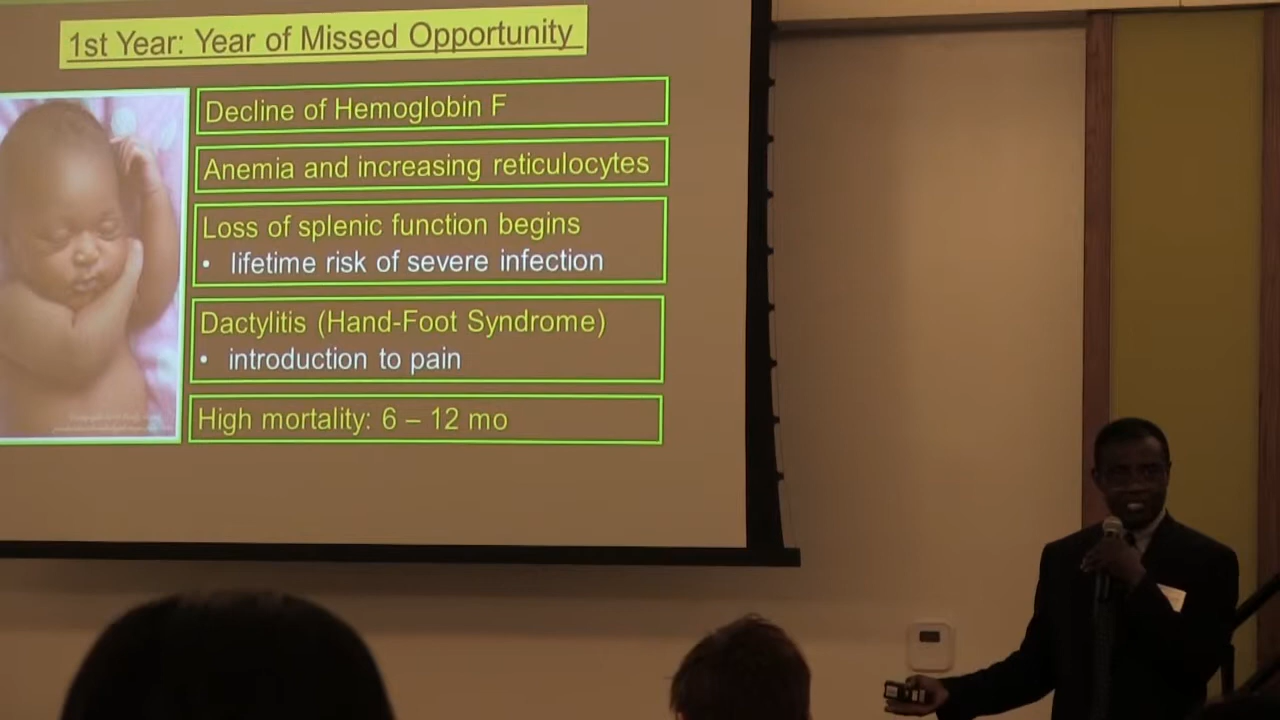 1st Year: Year of Missed Opportunity
Decline of Hemoglobin F
Anemia and increasing reticulocytes
Loss of splenic function begins
• lifetime risk of severe infection
Dactylitis (Hand-Foot Syndrome)
• introduction to pain
High mortality: 6 – 12 mo